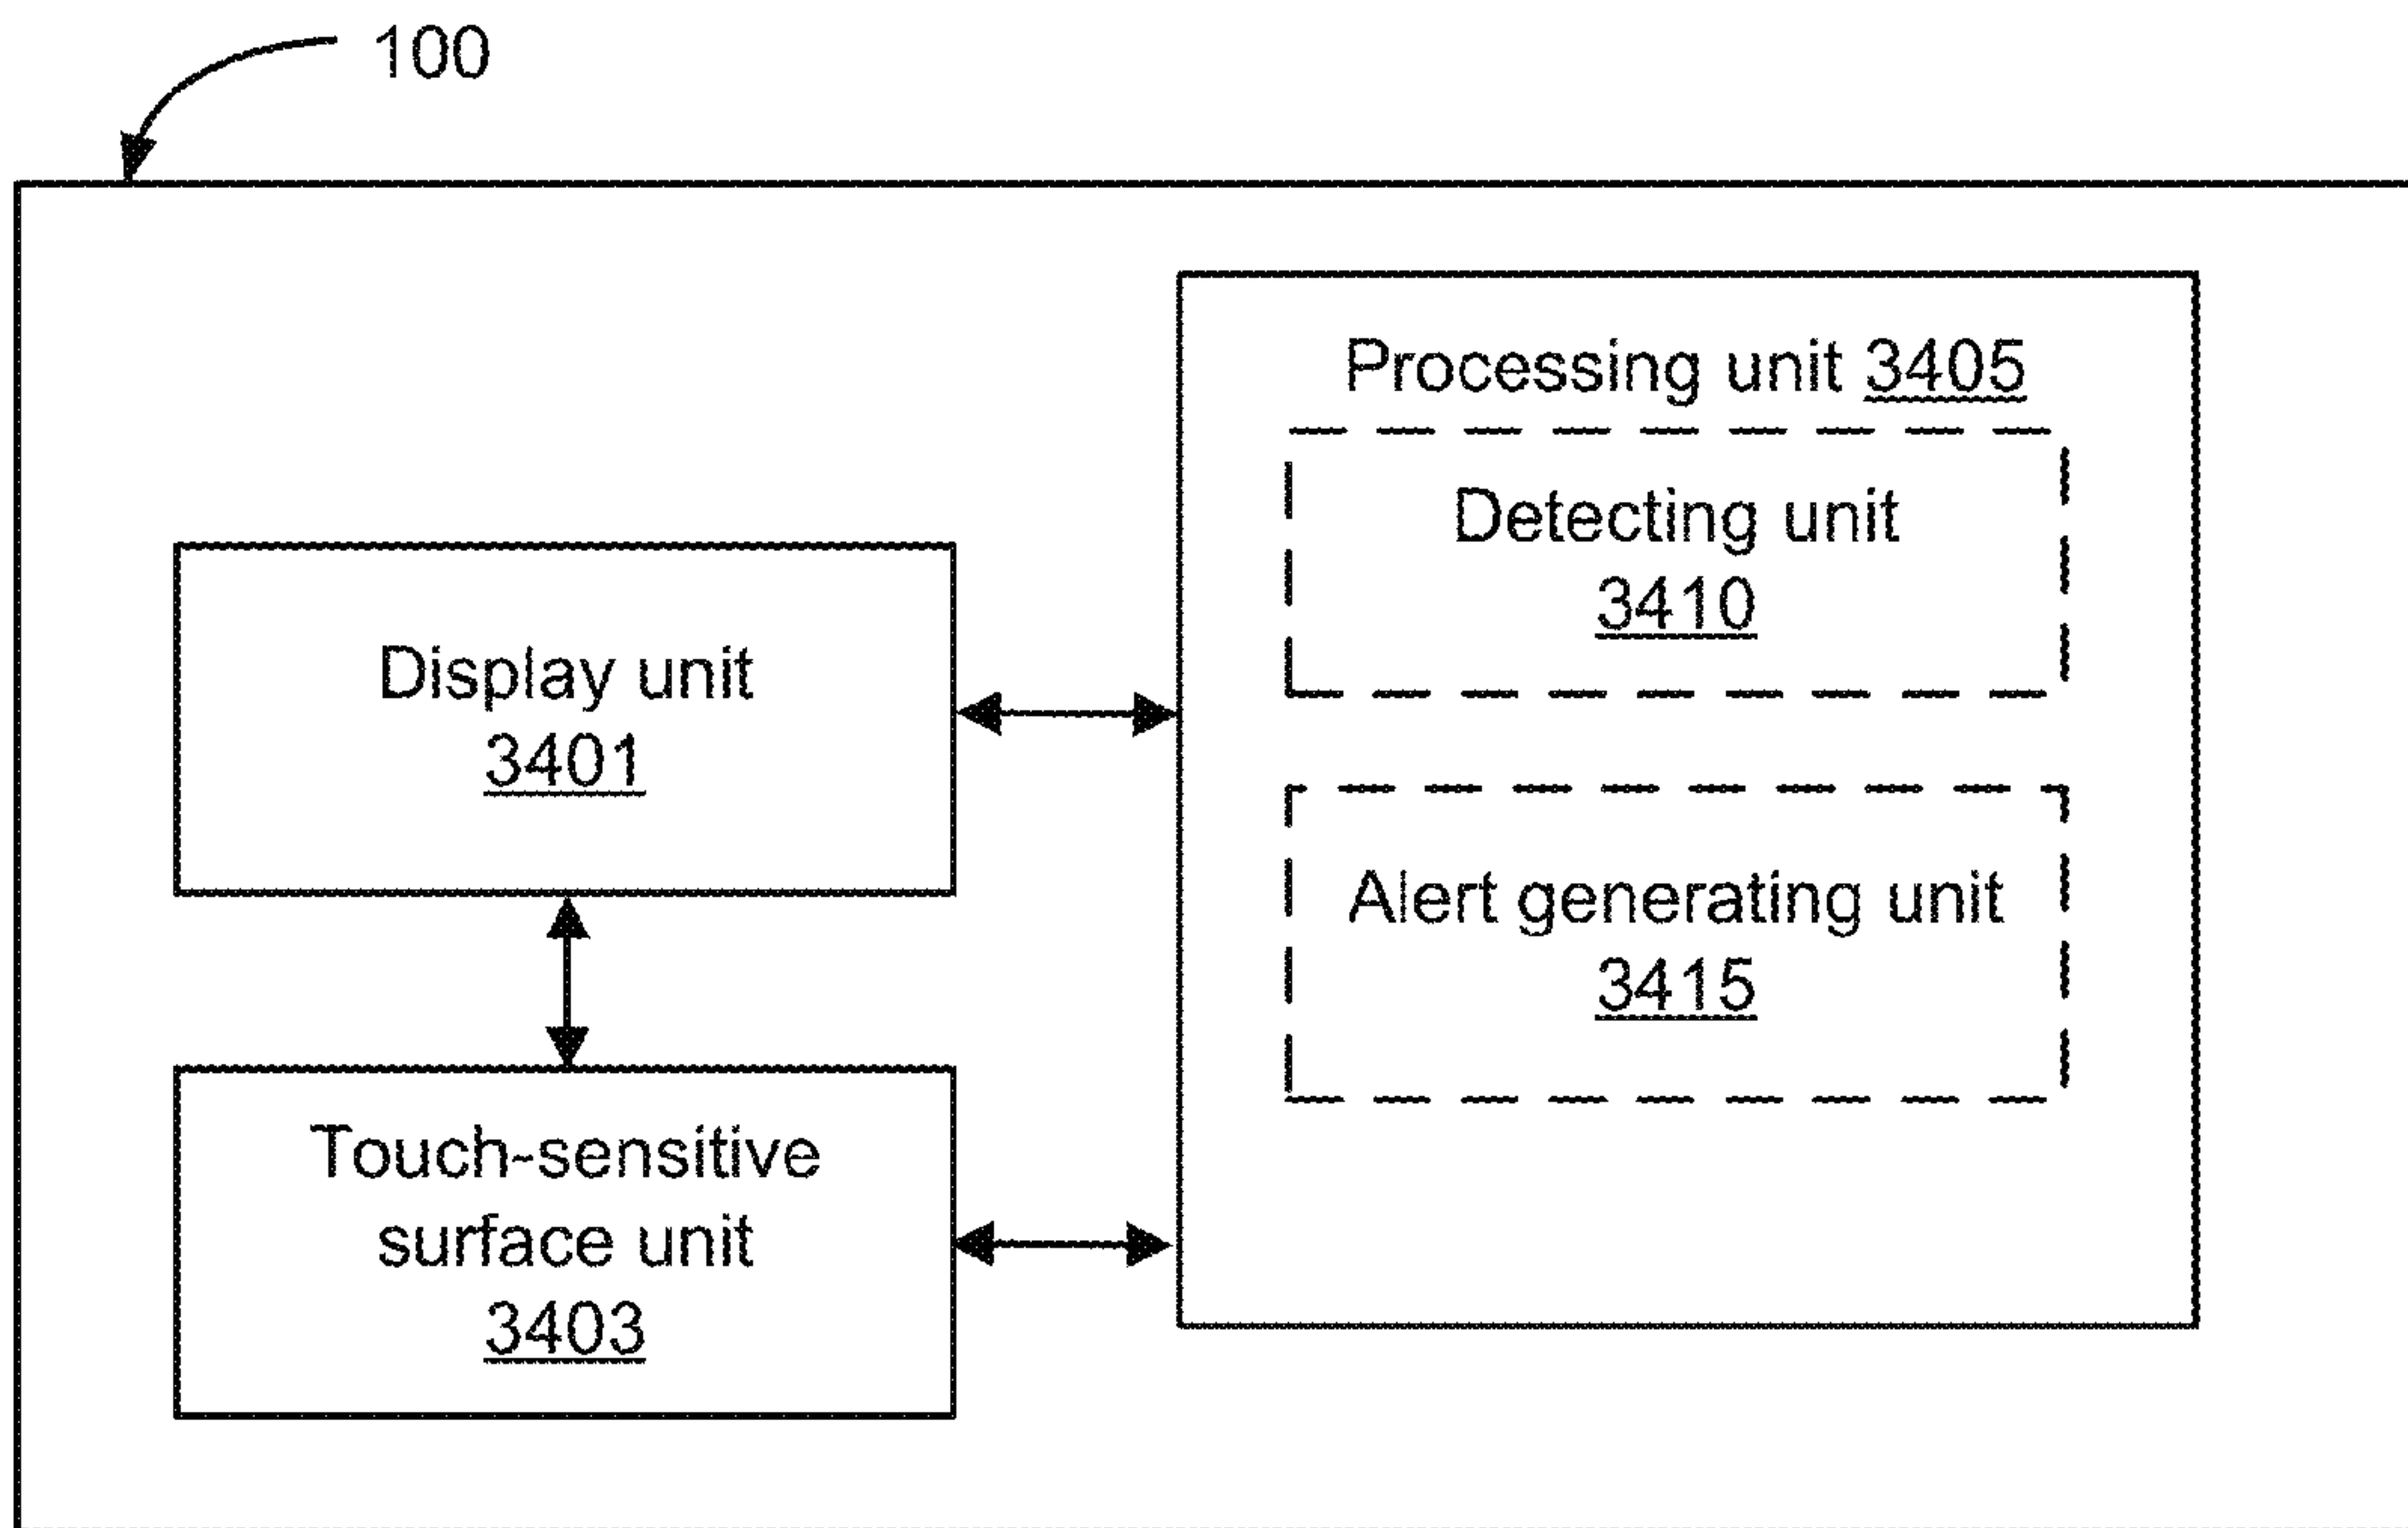 100
Processing unit 3405
Detecting unit
3410
Display unit
3401
Alert generating unit
3415
Touch-sensitive
surface unit
3403